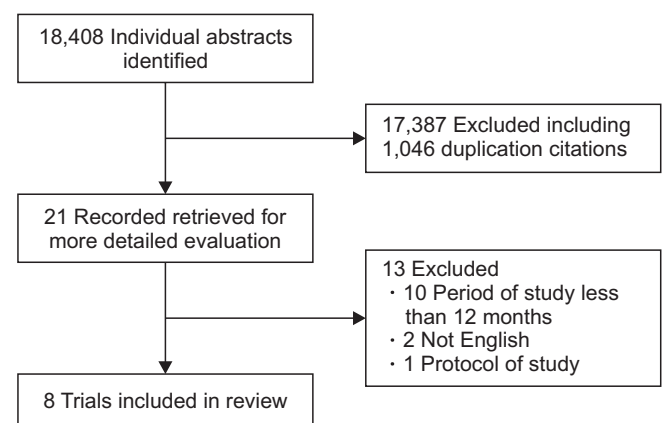 18,408 Individual abstracts
identified
17,387 Excluded including
1,046 duplication citations
21 Recorded retrieved for
more detailed evaluation
13 Excluded
· 10 Period of study less
than 12 months
· 2 Not English
· 1 Protocol of study
8 Trials included in review